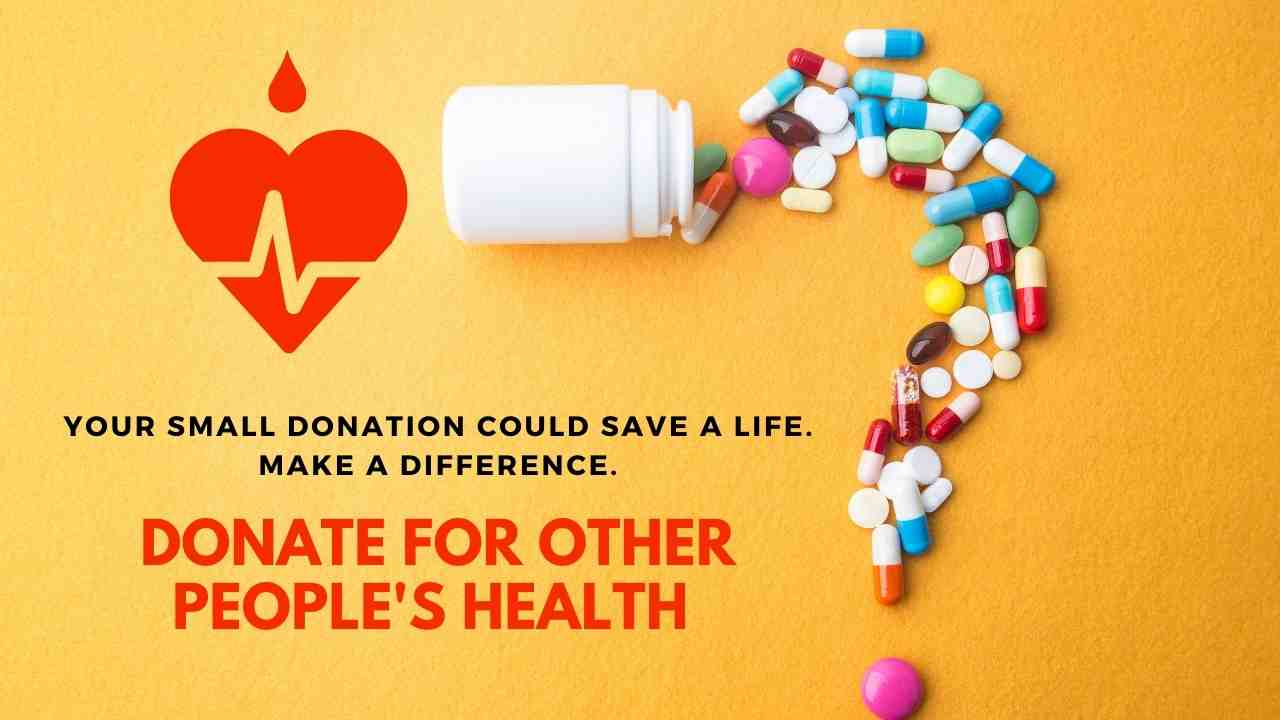 YOUR SMALL DONATION COULD SAVE A LIFE.
MAKE A DIFFERENCE.
DONATE FOR OTHER
PEOPLE'S HEALTH